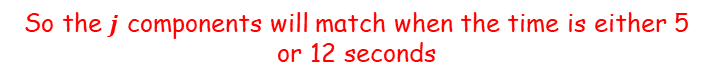 So the j components will match when the time is either 5
or 12 seconds